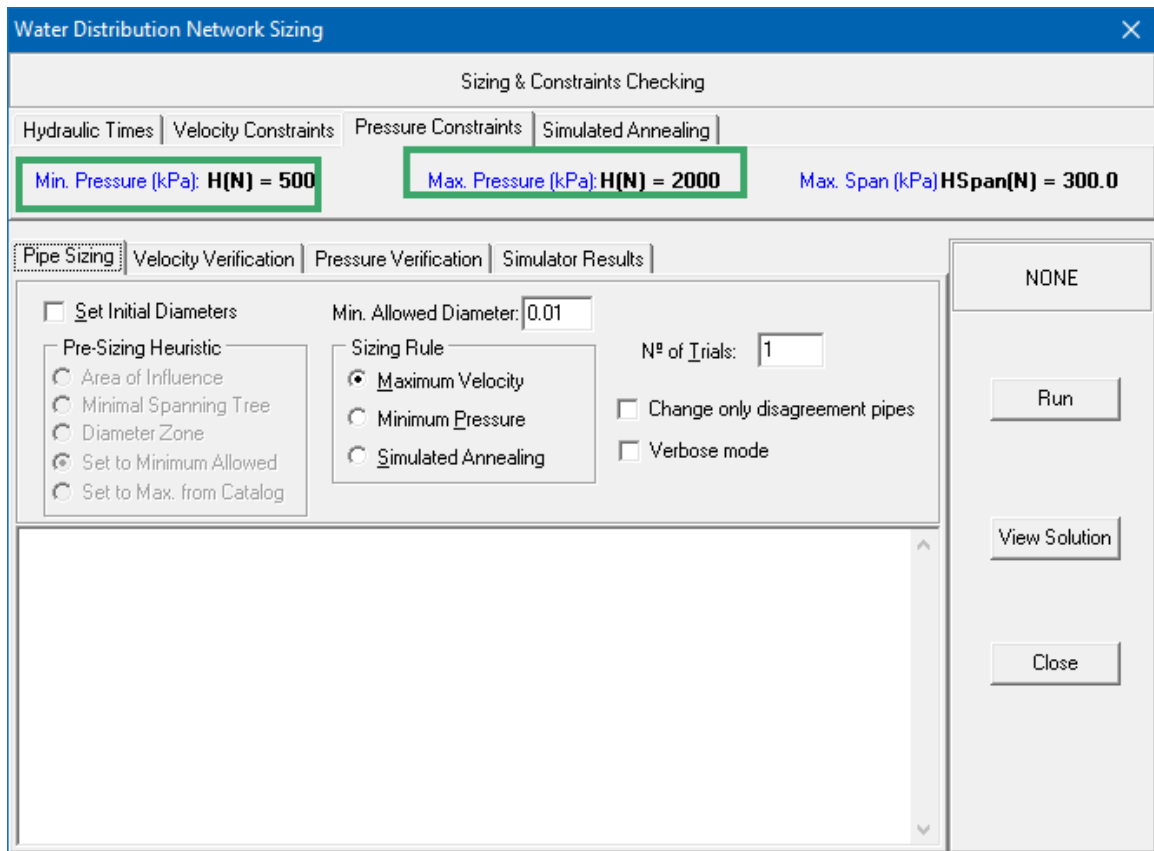 Water Distribution Network Sizing
Sizing & Constraints Checking
Hydraulic Times Velocity Constraints Pressure Constraints Simulated Annealing
Min. Pressure (kPa): H(N) = 500 Max. Pressure (kPa): H(N) = 2000 Max. Span (kPa) HSpan(N) = 300.0
Pipe Sizing Velocity Verification Pressure Verification Simulator Results
NONE
Set Initial Diameters Min. Allowed Diameter: 0.01
Pre-Sizing Heuristic Sizing Rule Nº of Trials: 1
Area of Influence Maximum Velocity
Minimal Spanning Tree Minimum Pressure Change only disagreement pipes Run
Diameter Zone
Set to Minimum Allowed Simulated Annealing Verbose mode
Set to Max. from Catalog
View Solution
Close